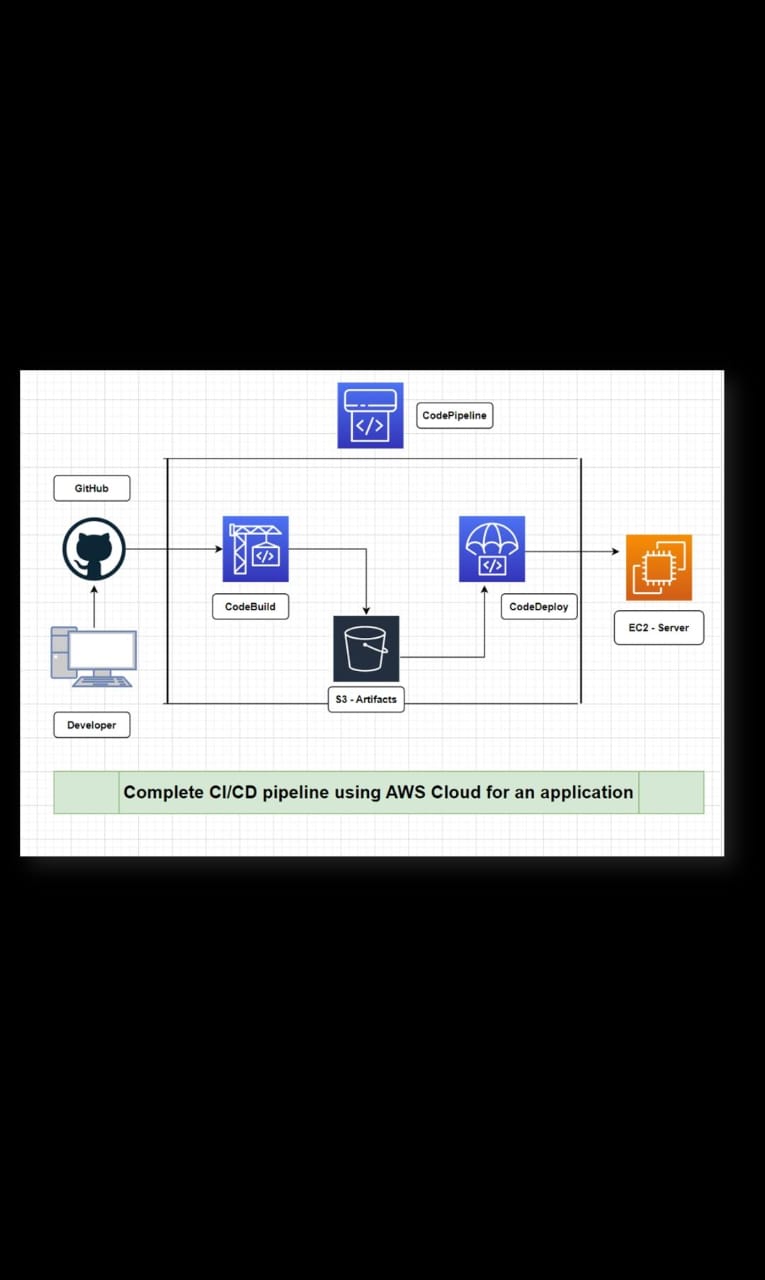 CodePipeline
GitHub
CodeBuild
CodeDeploy
EC2 - Server
S3 - Artifacts
Developer
Complete CI/CD pipeline using AWS Cloud for an application